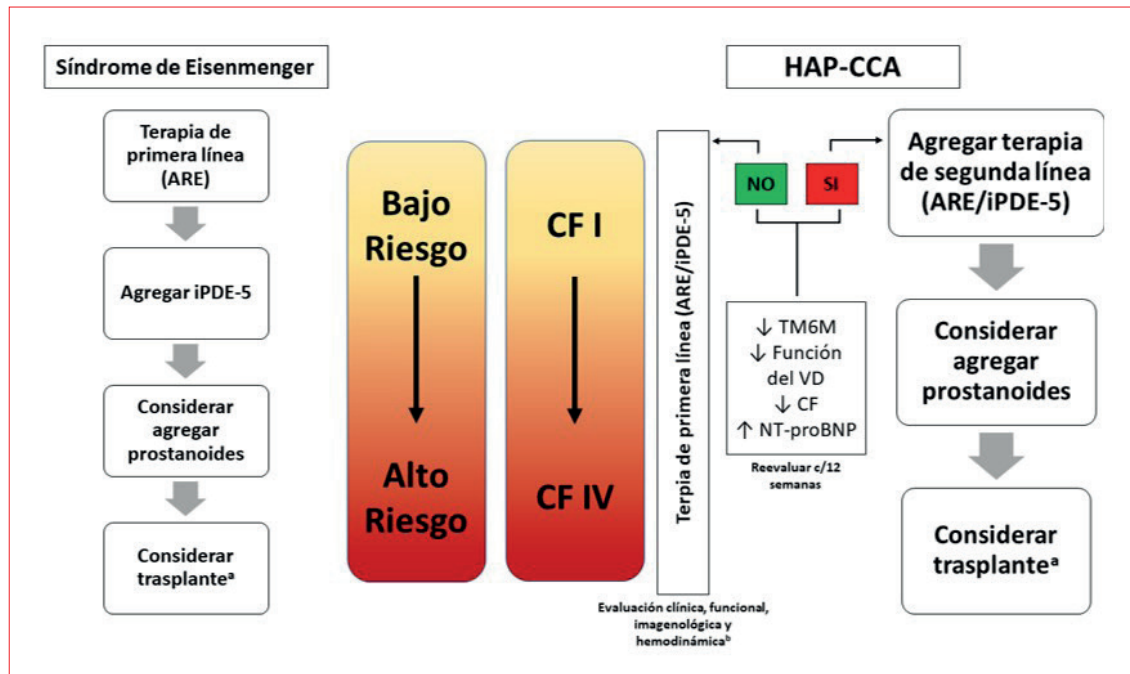 Síndrome de Eisenmenger
Terapia de
primera línea
(ARE)
Agregar iPDE-5
Considerar
agregar
prostanoides
Considerar
trasplanteᵃ
Bajo
Riesgo
Alto
Riesgo
CF I
CF IV
Terpia de primera línea (ARE/iPDE-5)
Evaluación clínica, funcional,
imagenológica y
hemodinámicaᵇ
HAP-CCA
NO
SI
↓ TM6M
↓ Función
del VD
↓ CF
↑ NT-proBNP
Reevaluar c/12
semanas
Agregar terapia
de segunda línea
(ARE/iPDE-5)
Considerar
agregar
prostanoides
Considerar
trasplanteᵃ